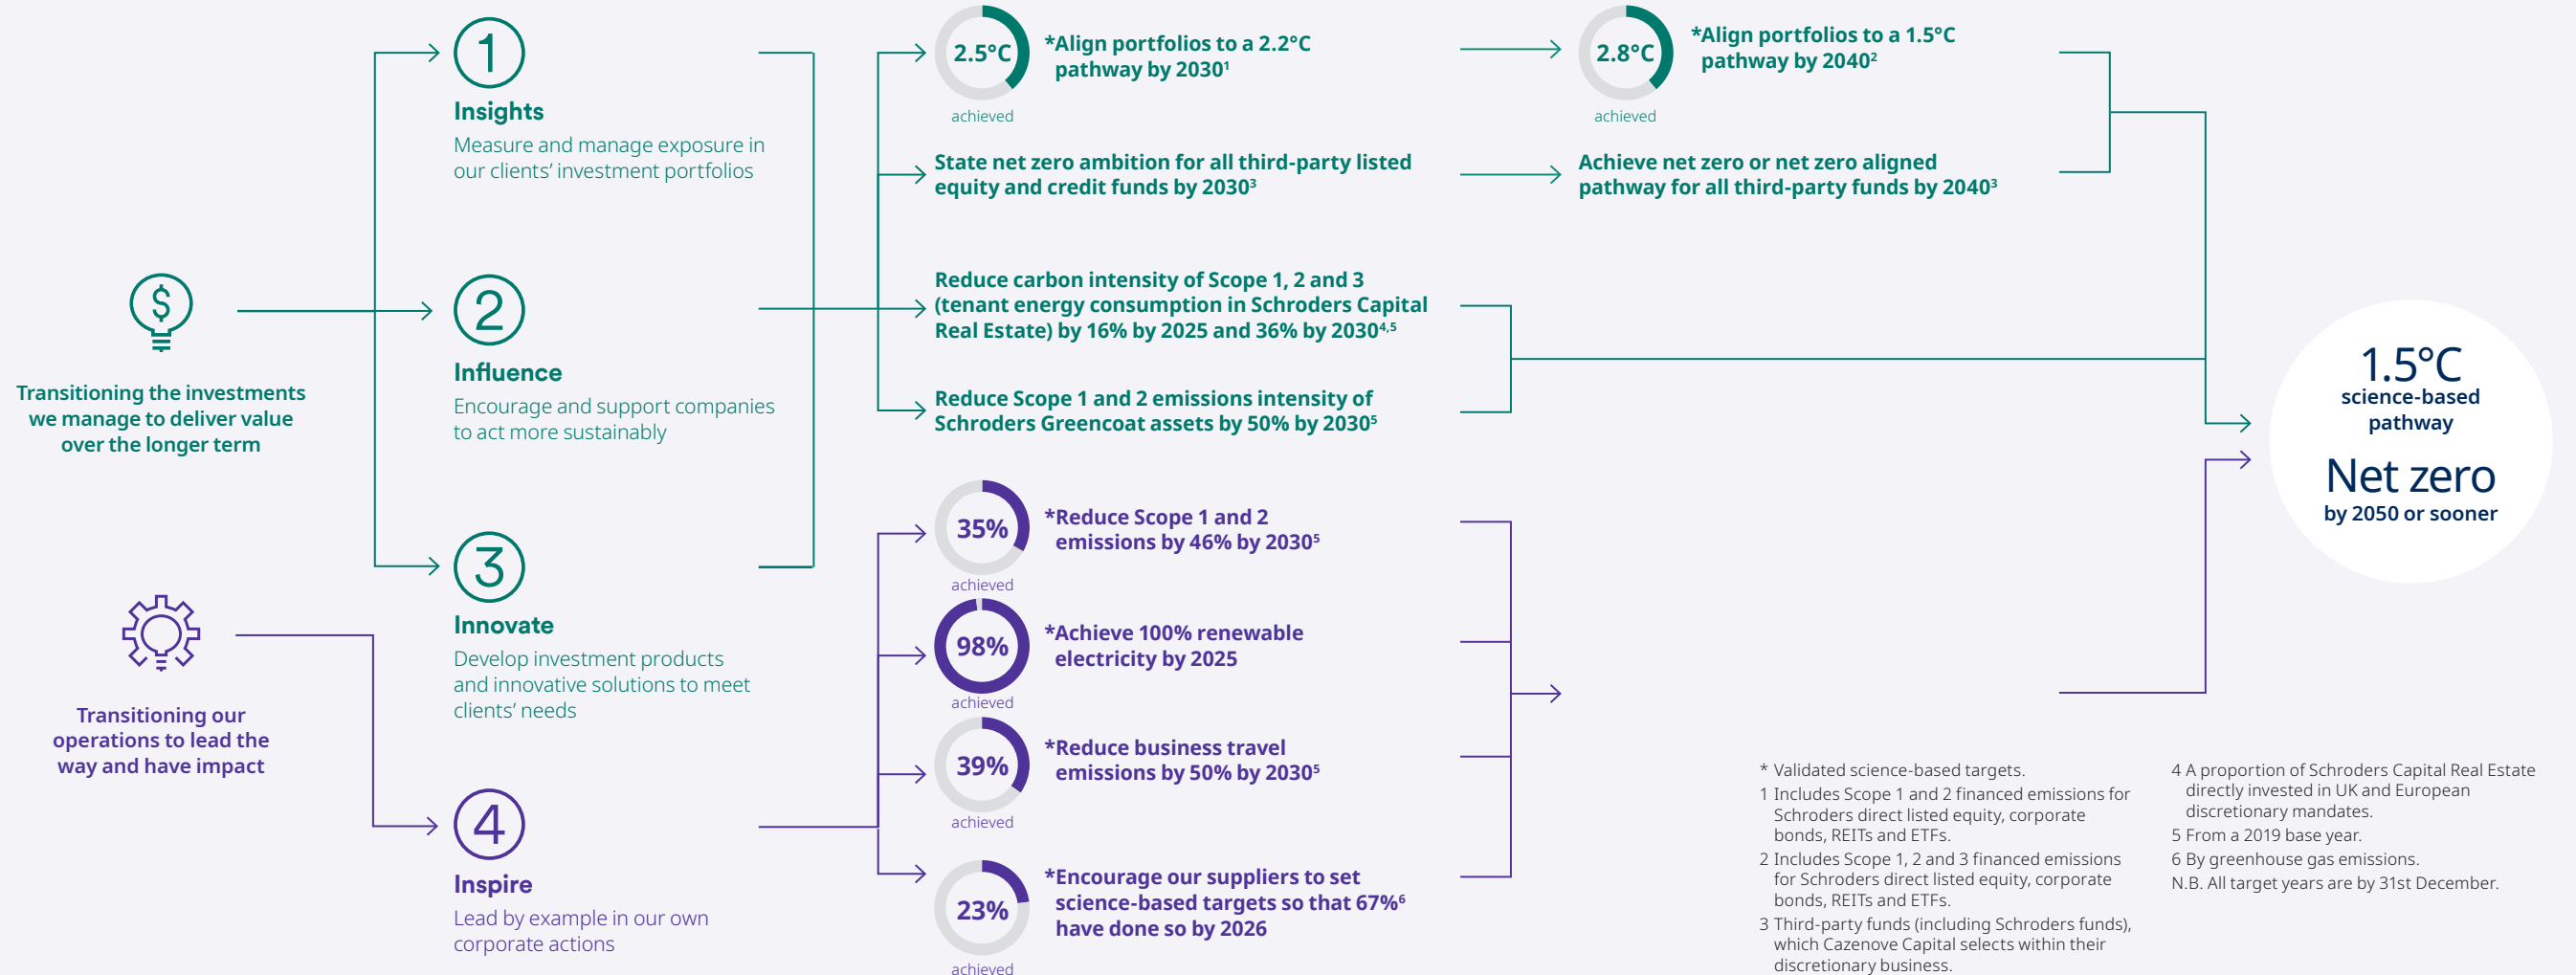 $
Transitioning the investments
we manage to deliver value
over the longer term
Transitioning our
operations to lead the
way and have impact
1
Insights
Measure and manage exposure in
our clients’ investment portfolios
2
Influence
Encourage and support companies
to act more sustainably
3
Innovate
Develop investment products
and innovative solutions to meet
clients’ needs
4
Inspire
Lead by example in our own
corporate actions
2.5°C
achieved
*Align portfolios to a 2.2°C
pathway by 2030¹
2.8°C
achieved
*Align portfolios to a 1.5°C
pathway by 2040²
State net zero ambition for all third-party listed
equity and credit funds by 2030³
Achieve net zero or net zero aligned
pathway for all third-party funds by 2040³
Reduce carbon intensity of Scope 1, 2 and 3
(tenant energy consumption in Schroders Capital
Real Estate) by 16% by 2025 and 36% by 2030⁴,⁵
Reduce Scope 1 and 2 emissions intensity of
Schroders Greencoat assets by 50% by 2030⁵
35%
achieved
*Reduce Scope 1 and 2
emissions by 46% by 2030⁵
98%
achieved
*Achieve 100% renewable
electricity by 2025
39%
achieved
*Reduce business travel
emissions by 50% by 2030⁵
23%
achieved
*Encourage our suppliers to set
science-based targets so that 67%⁶
have done so by 2026
1.5°C
science-based
pathway
Net zero
by 2050 or sooner
* Validated science-based targets.
1 Includes Scope 1 and 2 financed emissions for
Schroders direct listed equity, corporate
bonds, REITs and ETFs.
2 Includes Scope 1, 2 and 3 financed emissions
for Schroders direct listed equity, corporate
bonds, REITs and ETFs.
3 Third-party funds (including Schroders funds),
which Cazenove Capital selects within their
discretionary business.
4 A proportion of Schroders Capital Real Estate
directly invested in UK and European
discretionary mandates.
5 From a 2019 base year.
6 By greenhouse gas emissions.
N.B. All target years are by 31st December.